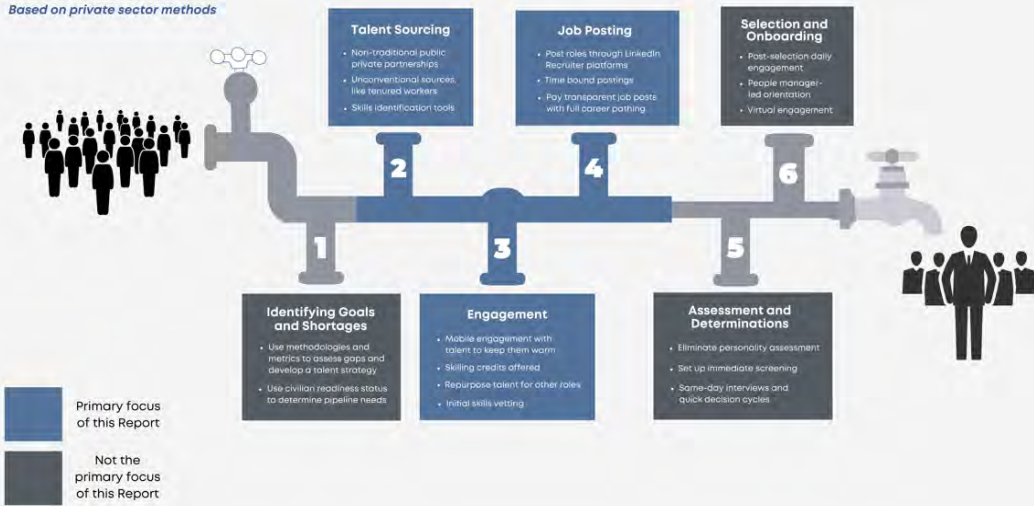 Based on private sector methods
Talent Sourcing
• Non-traditional public
private partnerships
• Unconventional sources,
like tenured workers
• Skills identification tools
Job Posting
• Post roles through LinkedIn
Recruiter platforms
• Time bound postings
• Pay transparent job posts
with full career pathing
Selection and
Onboarding
• Post-selection daily
engagement
• People manager-
led orientation
• Virtual engagement
2
4
6
1
3
5
Identifying Goals
and Shortages
• Use methodologies and
metrics to assess gaps and
develop a talent strategy
• Use civilian readiness status
to determine pipeline needs
Engagement
• Mobile engagement with
talent to keep them warm
• Skilling credits offered
• Repurpose talent for other roles
• Initial skills vetting
Assessment and
Determinations
• Eliminate personality assessment
• Set up immediate screening
• Same-day interviews and
quick decision cycles
Primary focus
of this Report
Not the
primary focus
of this Report